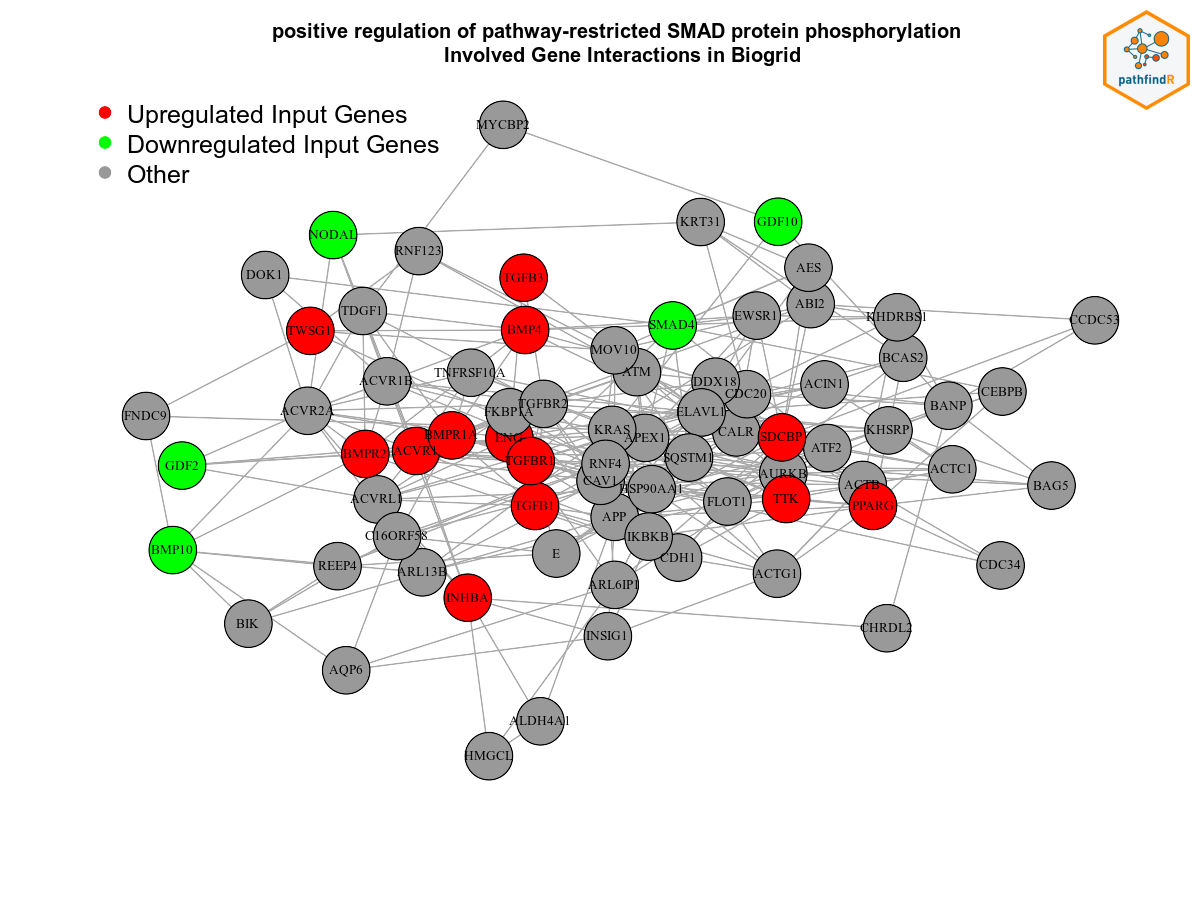 positive regulation of pathway-restricted SMAD protein phosphorylation
Involved Gene Interactions in Biogrid
pathfindR
Upregulated Input Genes
Downregulated Input Genes
Other
MYCBP2
GDF10
KRT31
NODAL
RNF123
AES
DOK1
TGFB3
ABI2
TDGF1
EWSR1
KHDRBS1
CCDC53
SMAD4
TWSG1
BMP4
MOV10
BCAS2
ATM
TNFRSF10A
ACVR1B
DDX18
ACIN1
CEBPB
CDC20
TGFBR2
BANP
FNDC9
ACVR2A
FKBP1A
ELAVL1
KRAS
CALR
KHSRP
BMPR1A
ENG
APEX1
SDCBP
ATF2
ACVR1
BMPR2
SQSTM1
TGFBR1
RNF4
GDF2
ACTC1
AURKB
CAV1
ACTB
BAG5
HSP90AA1
ACVRL1
TTK
FLOT1
TGFB1
PPARG
APP
C16ORF58
IKBKB
BMP10
E
CDH1
REEP4
CDC34
ARL13B
ACTG1
ARL6IP1
INHBA
BIK
CHRDL2
INSIG1
AQP6
ALDH4A1
HMGCL